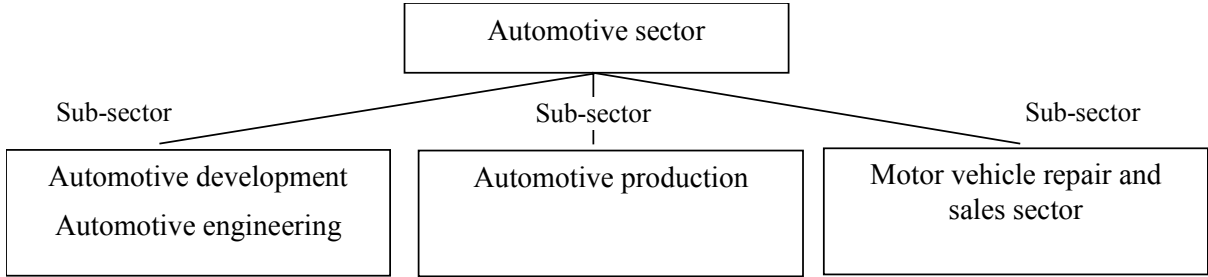 Automotive sector
Sub-sector
Sub-sector
Sub-sector
Automotive development
Automotive engineering
Automotive production
Motor vehicle repair and
sales sector